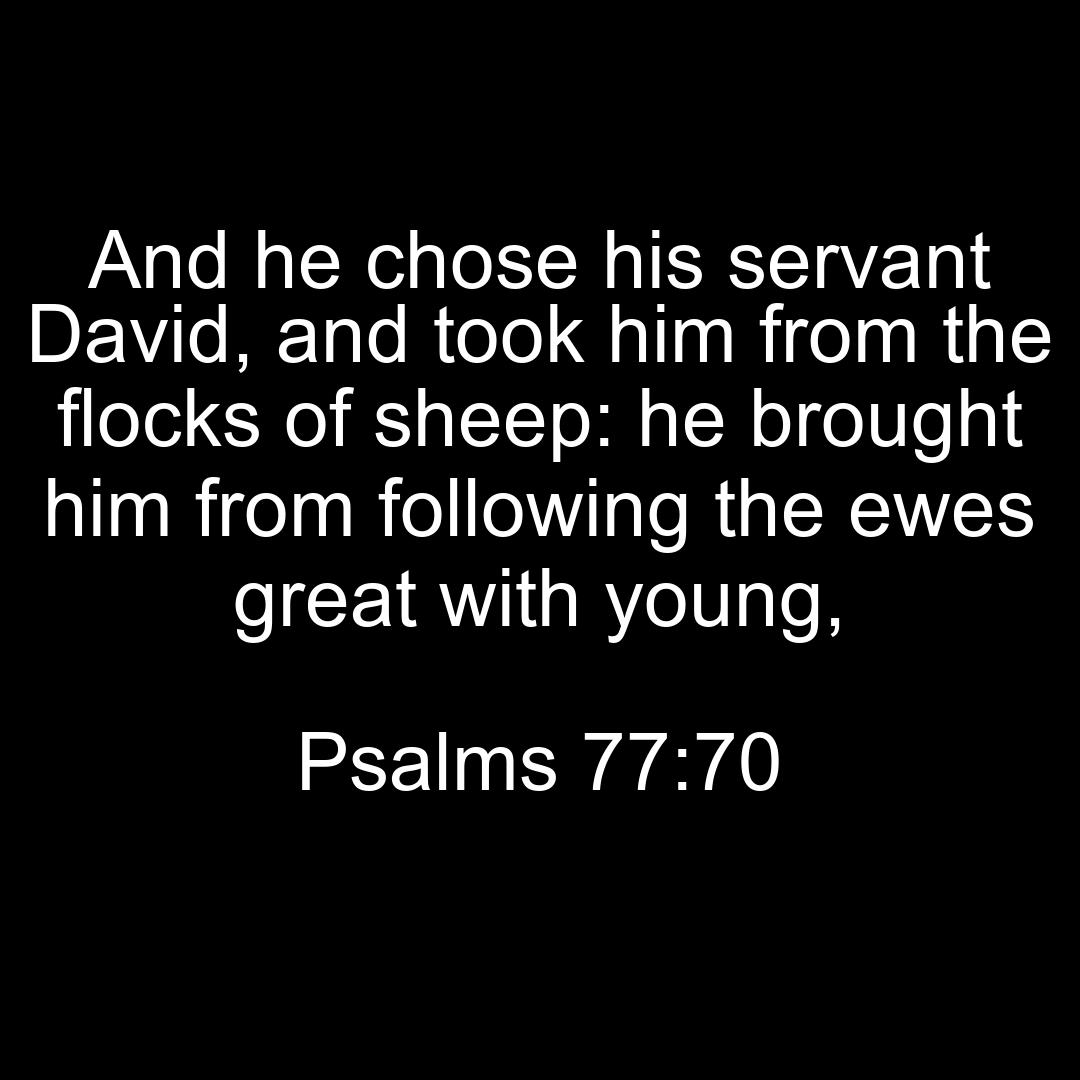 And he chose his servant
David, and took him from the
flocks of sheep: he brought
him from following the ewes
great with young,
Psalms 77:70